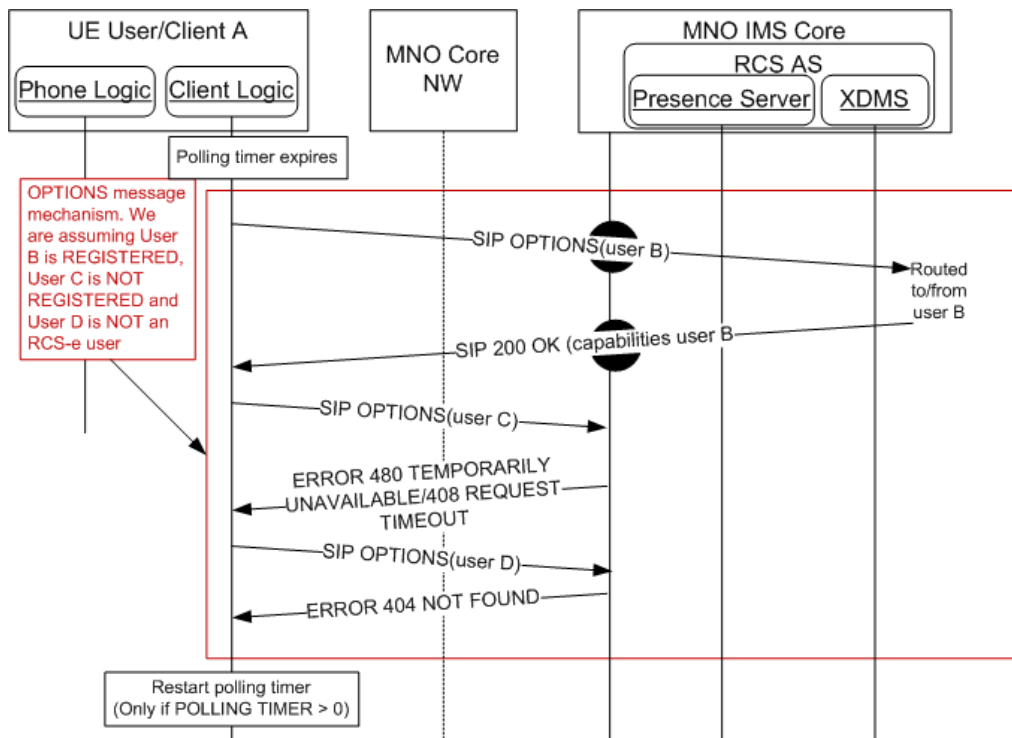 UE User/Client A
Phone Logic
Client Logic
MNO Core
NW
MNO IMS Core
RCS AS
Presence Server
XDMS
Polling timer expires
OPTIONS message
mechanism. We
are assuming User
B is REGISTERED,
User C is NOT
REGISTERED and
User D is NOT an
RCS-e user
SIP OPTIONS(user B)
Routed
to/from
user B
SIP 200 OK (capabilities user B
SIP OPTIONS(user C)
ERROR 480 TEMPORARILY
UNAVAILABLE/408 REQUEST
TIMEOUT
SIP OPTIONS(user D)
ERROR 404 NOT FOUND
Restart polling timer
(Only if POLLING TIMER > 0)